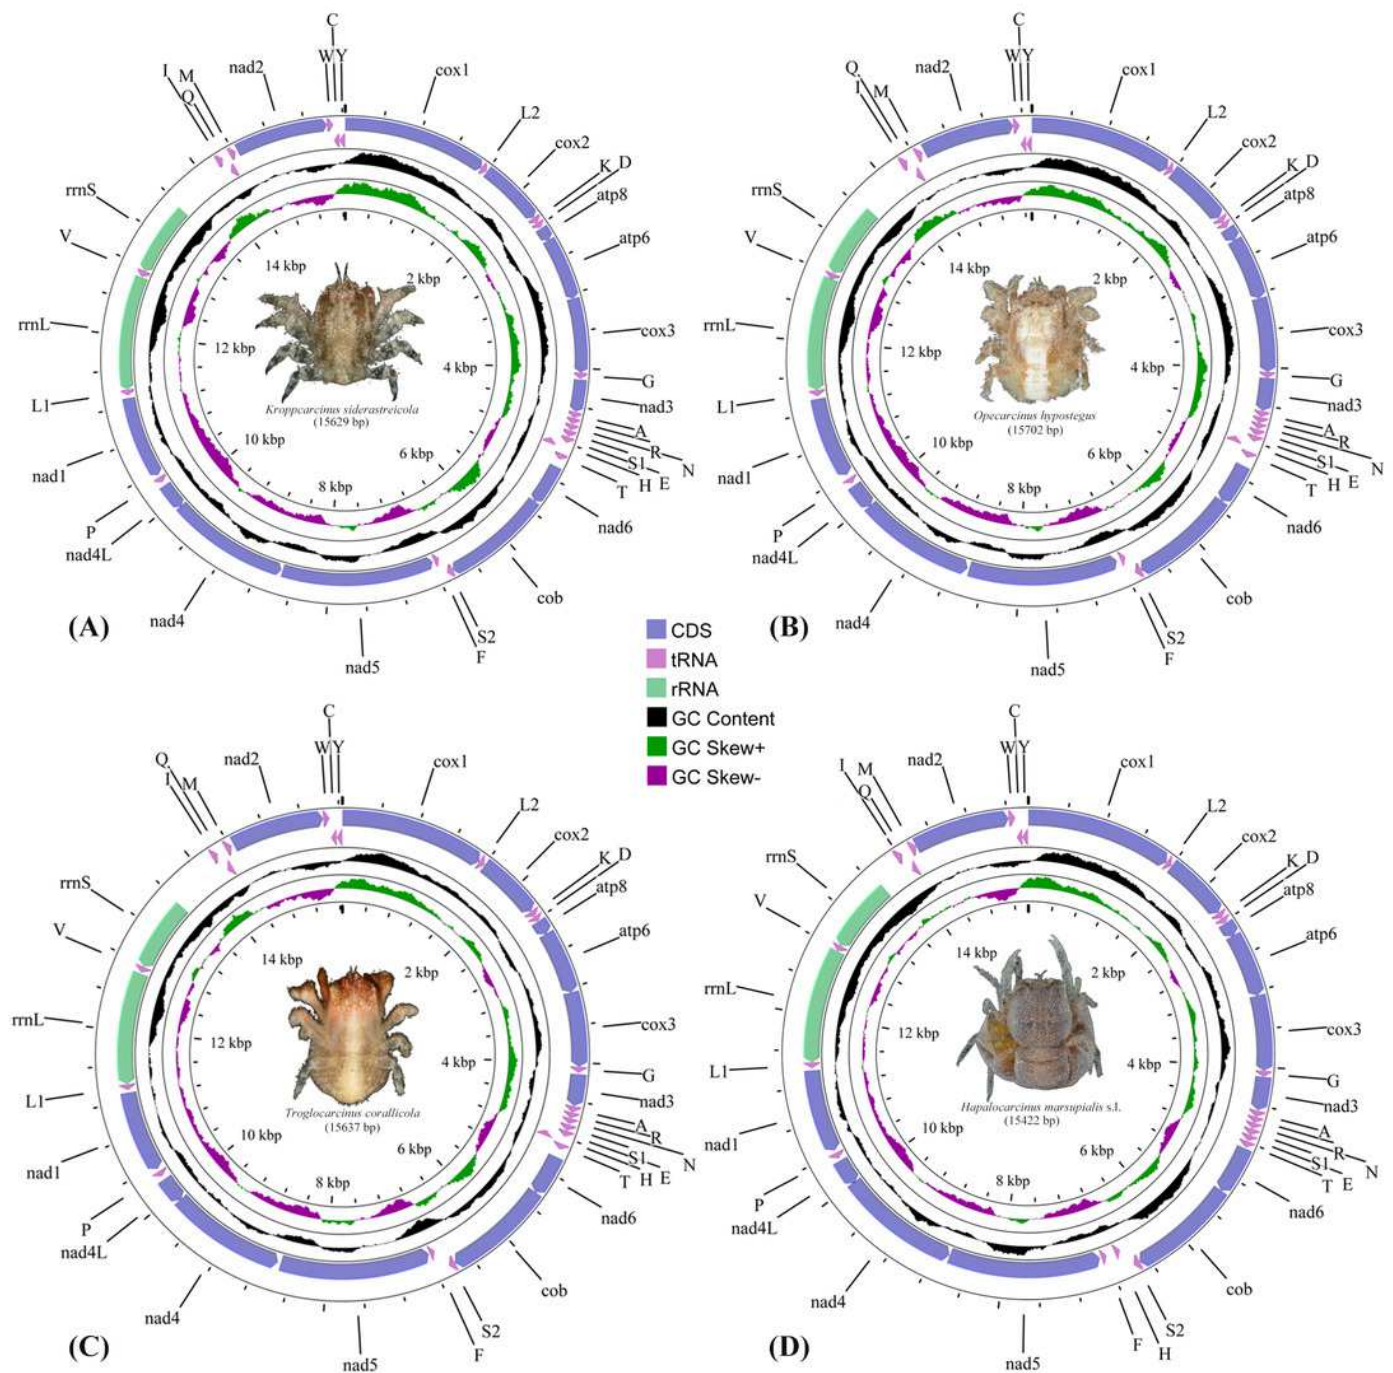 C
W Y
I
M
Q
nad2
cox1
L2
cox2
K
D
atp8
atp6
cox3
G
nad3
A
R
N
S1
H
E
T
nad6
cob
S2
F
nad5
nad4
nad4L
P
nad1
L1
rrnL
V
rrnS
2 kbp
4 kbp
6 kbp
8 kbp
10 kbp
12 kbp
14 kbp
Kroppcarcinus siderastreicola
(15629 bp)
(A)
C
W Y
Q
I
M
nad2
cox1
L2
cox2
K
D
atp8
atp6
cox3
G
nad3
A
R
N
S1
H
E
T
nad6
cob
S2
F
nad5
nad4
nad4L
P
nad1
L1
rrnL
V
rrnS
2 kbp
4 kbp
6 kbp
8 kbp
10 kbp
12 kbp
14 kbp
Opecarcinus hypostegus
(15702 bp)
(B)
CDS
tRNA
rRNA
GC Content
GC Skew+
GC Skew-
C
W Y
Q
I
M
nad2
cox1
L2
cox2
K
D
atp8
atp6
cox3
G
nad3
A
R
N
S1
H
E
T
nad6
cob
S2
F
nad5
nad4
nad4L
P
nad1
L1
rrnL
V
rrnS
2 kbp
4 kbp
6 kbp
8 kbp
10 kbp
12 kbp
14 kbp
Troglocarcinus corallicola
(15637 bp)
(C)
C
W Y
I
M
Q
nad2
cox1
L2
cox2
K
D
atp8
atp6
cox3
G
nad3
A
R
N
S1
E
T
nad6
cob
S2
H
F
nad5
nad4
nad4L
P
nad1
L1
rrnL
V
rrnS
2 kbp
4 kbp
6 kbp
8 kbp
10 kbp
12 kbp
14 kbp
Hapalocarcinus marsupialis s.l.
(15422 bp)
(D)